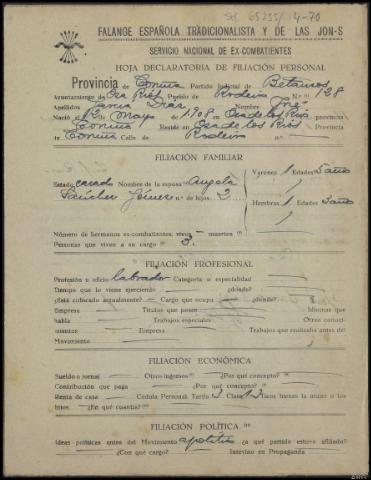 65233/4-70
FALANGE ESPAÑOLA TRADICIONALISTA Y DE LAS JON-S
SERVICIO NACIONAL DE EX-COMBATIENTES
HOJA DECLARATORIA DE FILIACIÓN PERSONAL
Provincia de Coruña Partido Judicial de Betanzos
Ayuntamiento de Oza Ríos Pueblo de Rodeiro N.º 128
Apellidos García Díaz Nombre José
Nació el 12 Mayo de 1908 en Oza de los Ríos provincia
Coruña Reside en Oza de los Ríos Provincia
de Coruña Calle de Rodeiro n.º —
FILIACIÓN FAMILIAR
Varones 1 Edades 5 años
Estado casado Nombre de la esposa Angela
Sánchez Gómez n.º de hijos 2
Hembras 1 Edades 3 años
Número de hermanos ex-combatientes, vivos — muertos
Personas que viven a su cargo 3
FILIACIÓN PROFESIONAL
Profesión u oficio labrador Categoría o especialidad
Tiempo que lo viene ejerciendo ¿dónde?
¿Está colocado actualmente? — Cargo que ocupa ¿dónde?
Empresa Títulos que posee Idiomas que
habla Trabajos especiales Otros conoci-
mientos Empresa Trabajos que realizaba antes del
Movimiento
FILIACIÓN ECONÓMICA
Sueldo o jornal — Otros ingresos ¿Por qué concepto?
Contribución que paga — ¿Por qué concepto?
Renta de casa — Cédula Personal Tarifa Clase 13 Tiene bienes la mujer o los
hijos — ¿En qué cuantía?
FILIACIÓN POLÍTICA
Ideas políticas antes del Movimiento apolítico ¿a qué partido estuvo afiliado?
¿Con qué cargo? Intervino en Propaganda